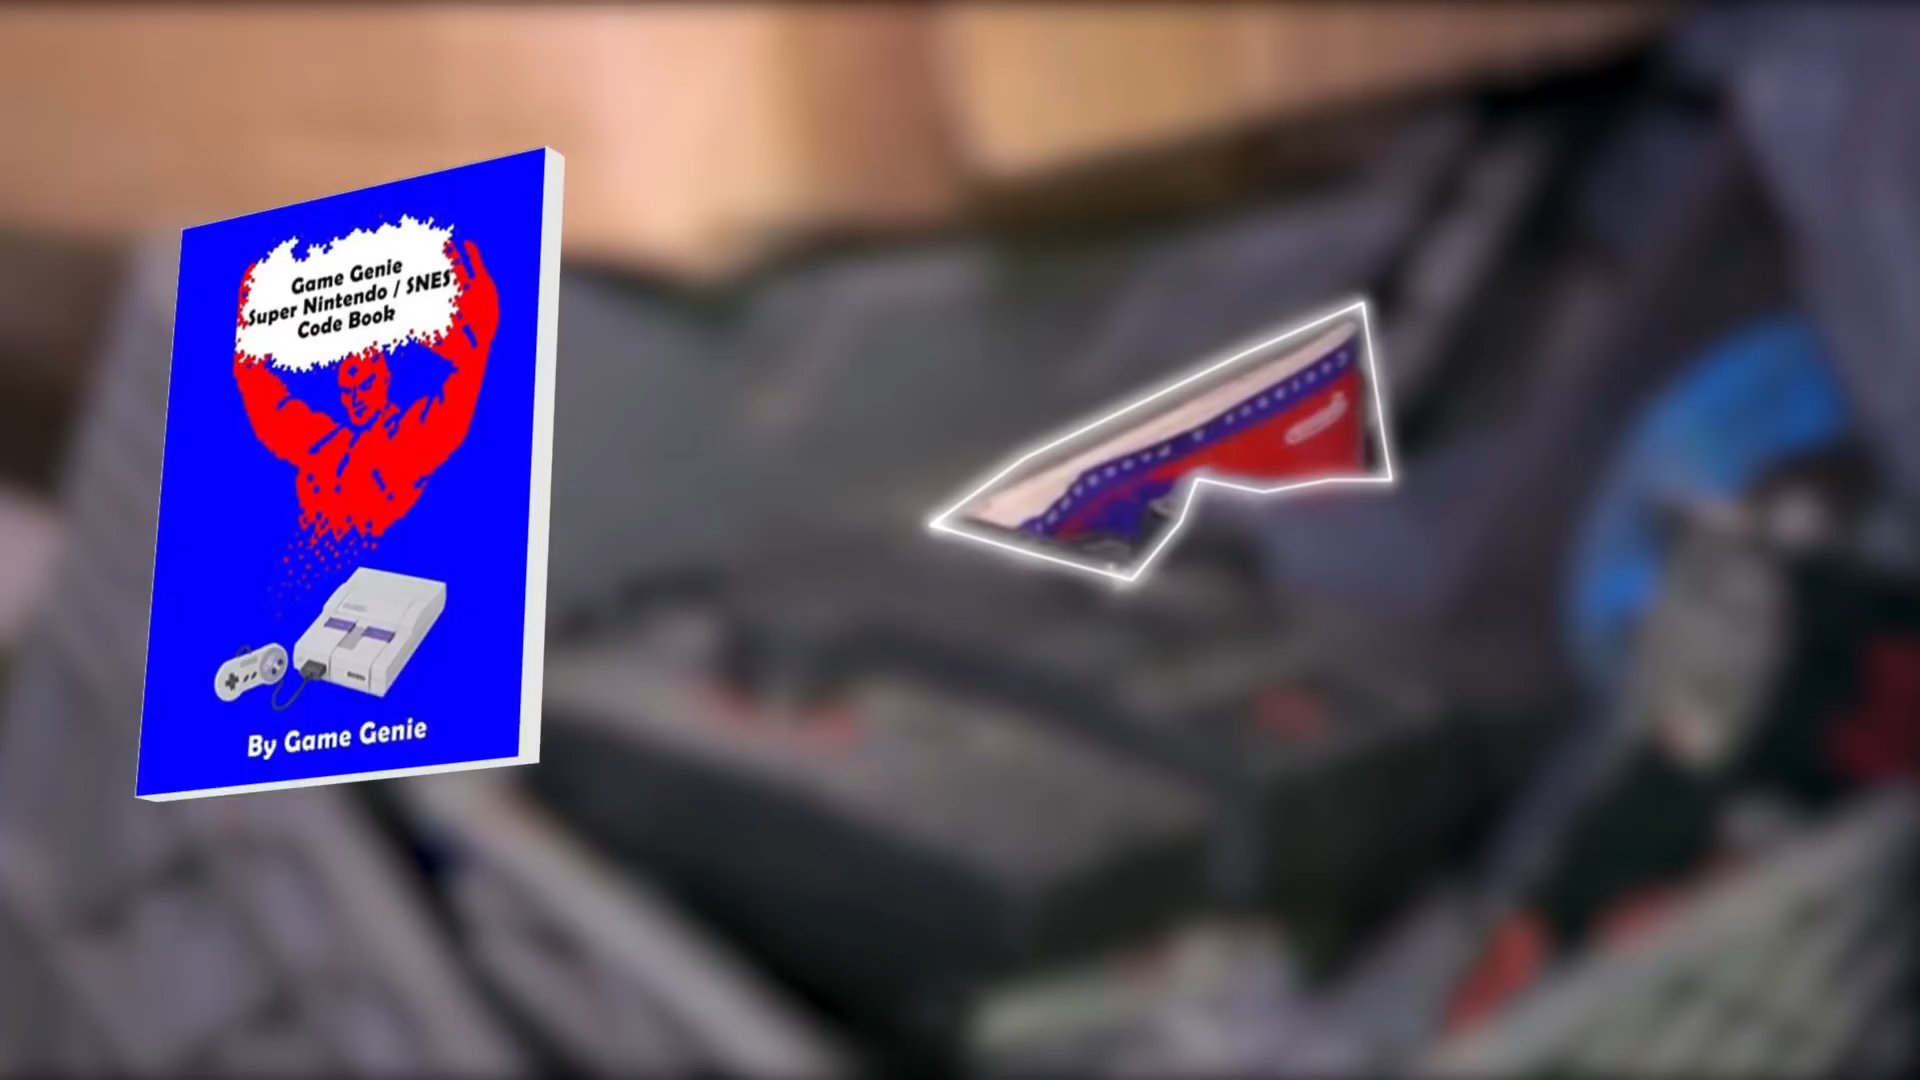 Game Genie
Super Nintendo / SNES
Code Book
By Game Genie